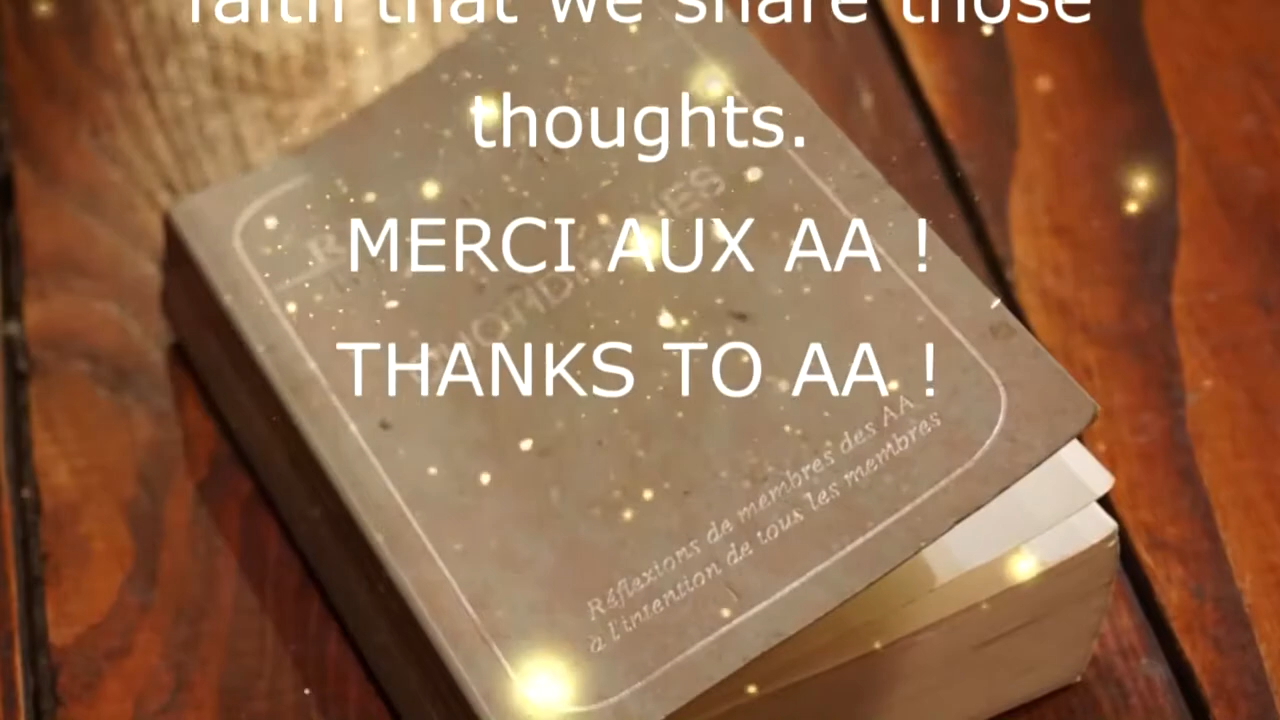 faith that we share those
thoughts.
MERCI AUX AA !
THANKS TO AA !
QUOTIDIENNES
Réflexions de membres des AA
à l'intention de tous les membres